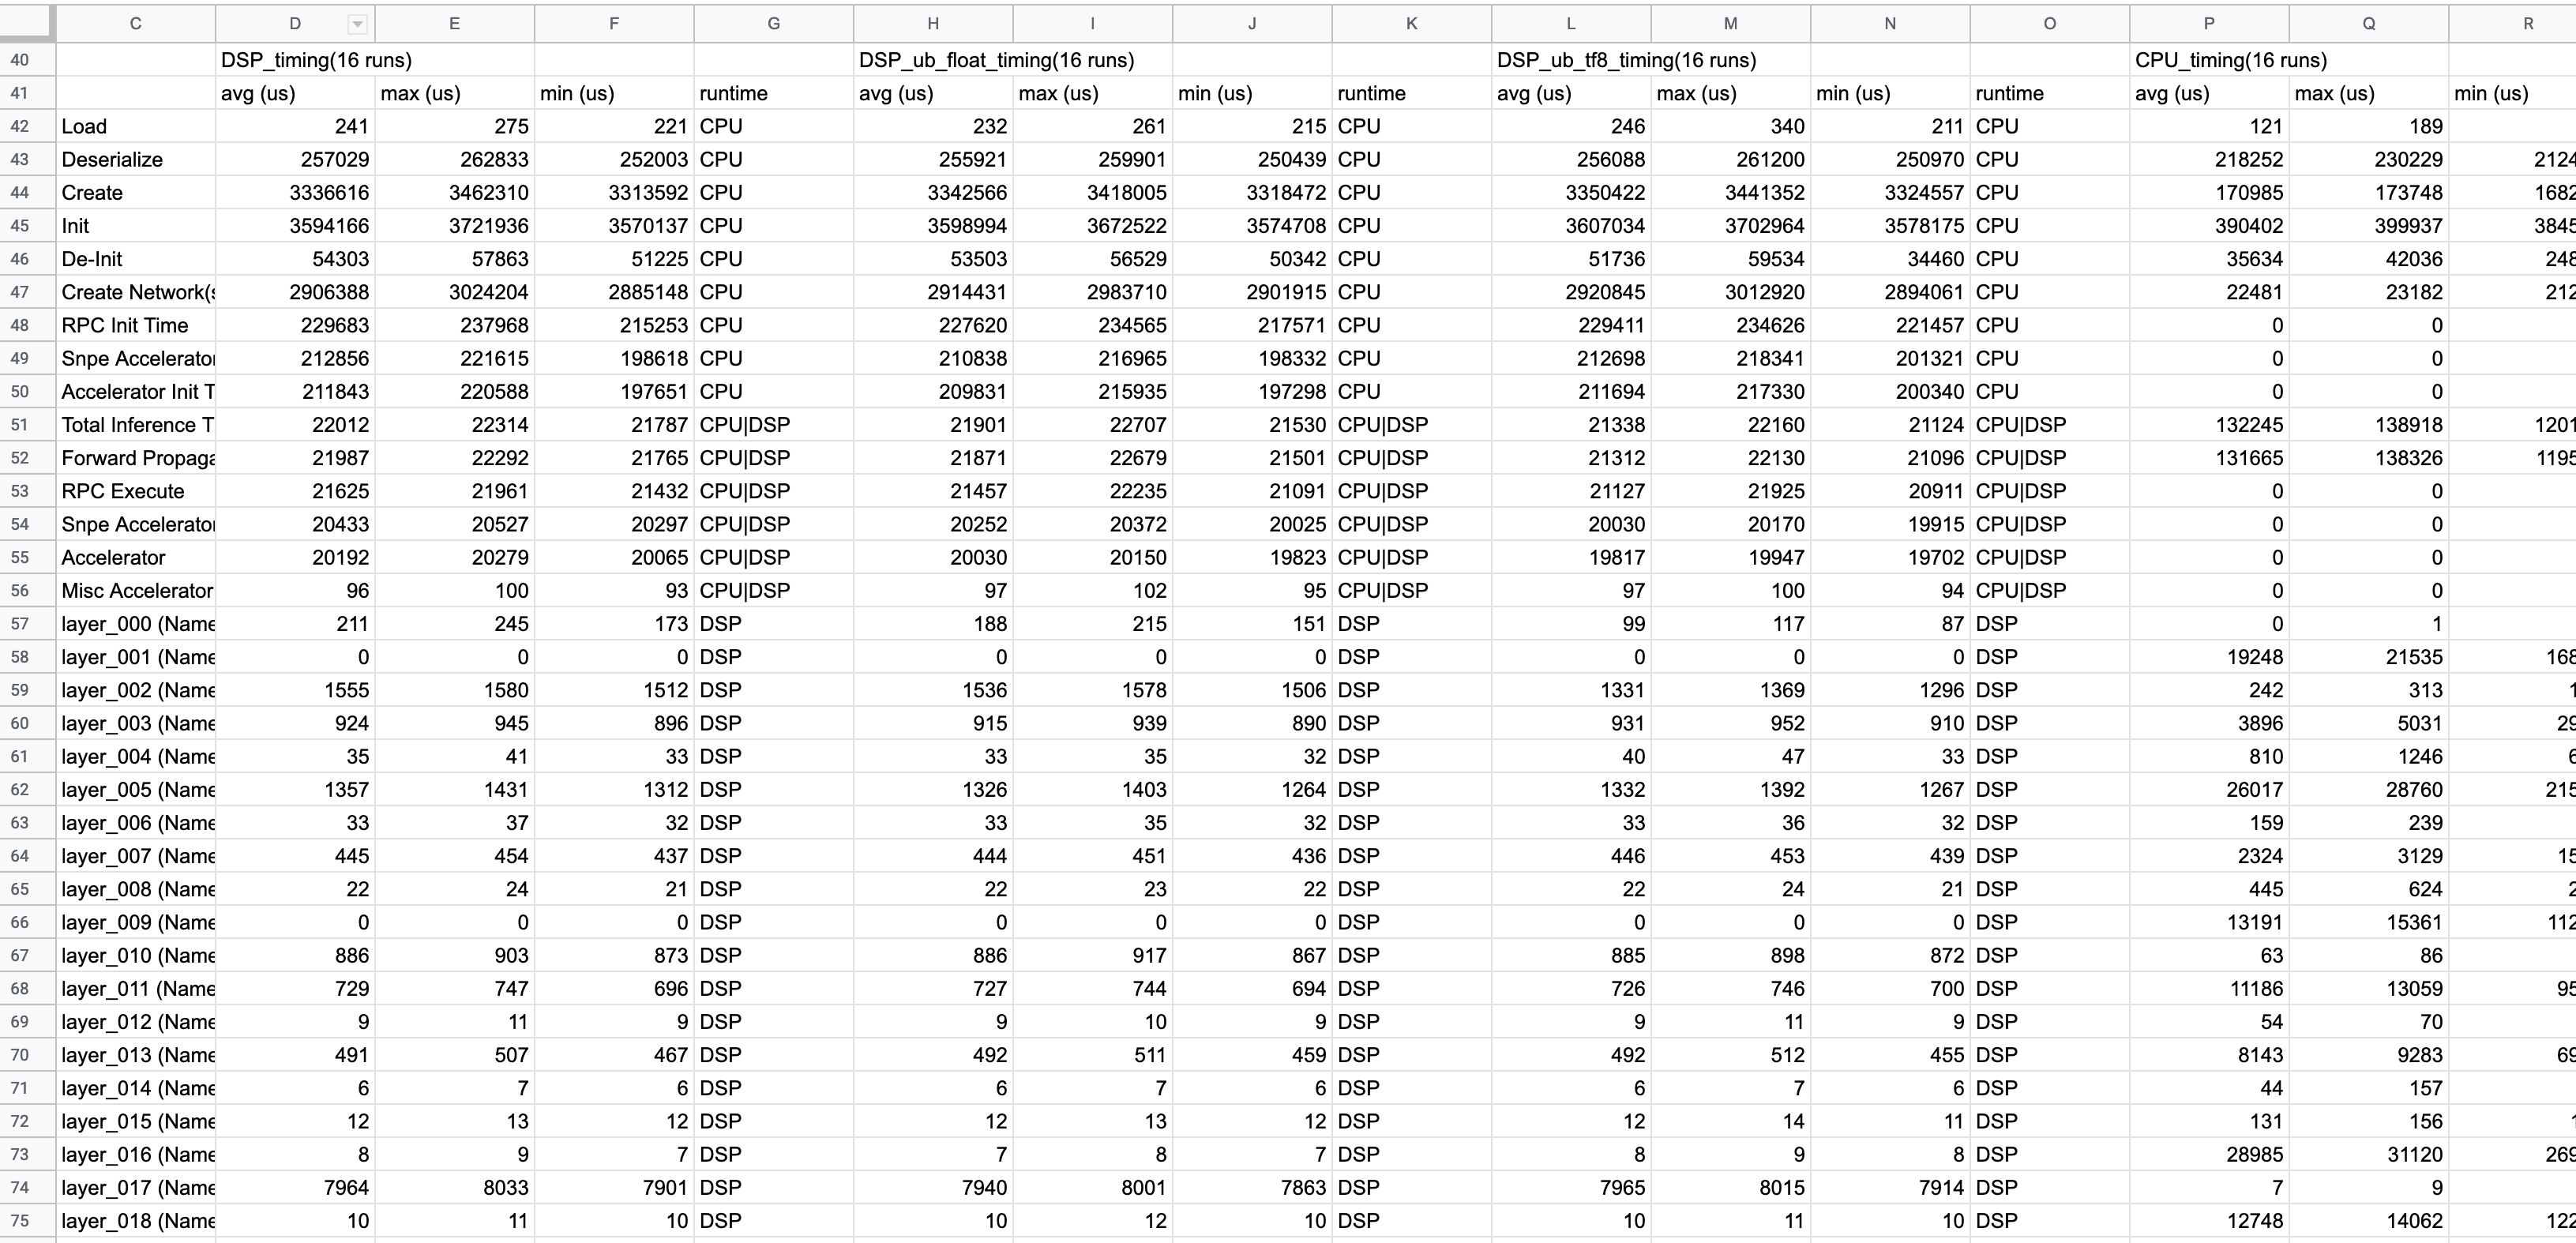 C D E F G H I J K L M N O P Q R
40 DSP_timing(16 runs) DSP_ub_float_timing(16 runs) DSP_ub_tf8_timing(16 runs) CPU_timing(16 runs)
41 avg (us) max (us) min (us) runtime avg (us) max (us) min (us) runtime avg (us) max (us) min (us) runtime avg (us) max (us) min (us)
42 Load 241 275 221 CPU 232 261 215 CPU 246 340 211 CPU 121 189
43 Deserialize 257029 262833 252003 CPU 255921 259901 250439 CPU 256088 261200 250970 CPU 218252 230229 2124
44 Create 3336616 3462310 3313592 CPU 3342566 3418005 3318472 CPU 3350422 3441352 3324557 CPU 170985 173748 1682
45 Init 3594166 3721936 3570137 CPU 3598994 3672522 3574708 CPU 3607034 3702964 3578175 CPU 390402 399937 3845
46 De-Init 54303 57863 51225 CPU 53503 56529 50342 CPU 51736 59534 34460 CPU 35634 42036 248
47 Create Network(s 2906388 3024204 2885148 CPU 2914431 2983710 2901915 CPU 2920845 3012920 2894061 CPU 22481 23182 212
48 RPC Init Time 229683 237968 215253 CPU 227620 234565 217571 CPU 229411 234626 221457 CPU 0 0
49 Snpe Accelerator 212856 221615 198618 CPU 210838 216965 198332 CPU 212698 218341 201321 CPU 0 0
50 Accelerator Init T 211843 220588 197651 CPU 209831 215935 197298 CPU 211694 217330 200340 CPU 0 0
51 Total Inference T 22012 22314 21787 CPU|DSP 21901 22707 21530 CPU|DSP 21338 22160 21124 CPU|DSP 132245 138918 1201
52 Forward Propaga 21987 22292 21765 CPU|DSP 21871 22679 21501 CPU|DSP 21312 22130 21096 CPU|DSP 131665 138326 1195
53 RPC Execute 21625 21961 21432 CPU|DSP 21457 22235 21091 CPU|DSP 21127 21925 20911 CPU|DSP 0 0
54 Snpe Accelerator 20433 20527 20297 CPU|DSP 20252 20372 20025 CPU|DSP 20030 20170 19915 CPU|DSP 0 0
55 Accelerator 20192 20279 20065 CPU|DSP 20030 20150 19823 CPU|DSP 19817 19947 19702 CPU|DSP 0 0
56 Misc Accelerator 96 100 93 CPU|DSP 97 102 95 CPU|DSP 97 100 94 CPU|DSP 0 0
57 layer_000 (Name 211 245 173 DSP 188 215 151 DSP 99 117 87 DSP 0 1
58 layer_001 (Name 0 0 0 DSP 0 0 0 DSP 0 0 0 DSP 19248 21535 168
59 layer_002 (Name 1555 1580 1512 DSP 1536 1578 1506 DSP 1331 1369 1296 DSP 242 313 1
60 layer_003 (Name 924 945 896 DSP 915 939 890 DSP 931 952 910 DSP 3896 5031 29
61 layer_004 (Name 35 41 33 DSP 33 35 32 DSP 40 47 33 DSP 810 1246 6
62 layer_005 (Name 1357 1431 1312 DSP 1326 1403 1264 DSP 1332 1392 1267 DSP 26017 28760 215
63 layer_006 (Name 33 37 32 DSP 33 35 32 DSP 33 36 32 DSP 159 239
64 layer_007 (Name 445 454 437 DSP 444 451 436 DSP 446 453 439 DSP 2324 3129 15
65 layer_008 (Name 22 24 21 DSP 22 23 22 DSP 22 24 21 DSP 445 624 2
66 layer_009 (Name 0 0 0 DSP 0 0 0 DSP 0 0 0 DSP 13191 15361 112
67 layer_010 (Name 886 903 873 DSP 886 917 867 DSP 885 898 872 DSP 63 86
68 layer_011 (Name 729 747 696 DSP 727 744 694 DSP 726 746 700 DSP 11186 13059 95
69 layer_012 (Name 9 11 9 DSP 9 10 9 DSP 9 11 9 DSP 54 70
70 layer_013 (Name 491 507 467 DSP 492 511 459 DSP 492 512 455 DSP 8143 9283 69
71 layer_014 (Name 6 7 6 DSP 6 7 6 DSP 6 7 6 DSP 44 157
72 layer_015 (Name 12 13 12 DSP 12 13 12 DSP 12 14 11 DSP 131 156 1
73 layer_016 (Name 8 9 7 DSP 7 8 7 DSP 8 9 8 DSP 28985 31120 269
74 layer_017 (Name 7964 8033 7901 DSP 7940 8001 7863 DSP 7965 8015 7914 DSP 7 9
75 layer_018 (Name 10 11 10 DSP 10 12 10 DSP 10 11 10 DSP 12748 14062 122